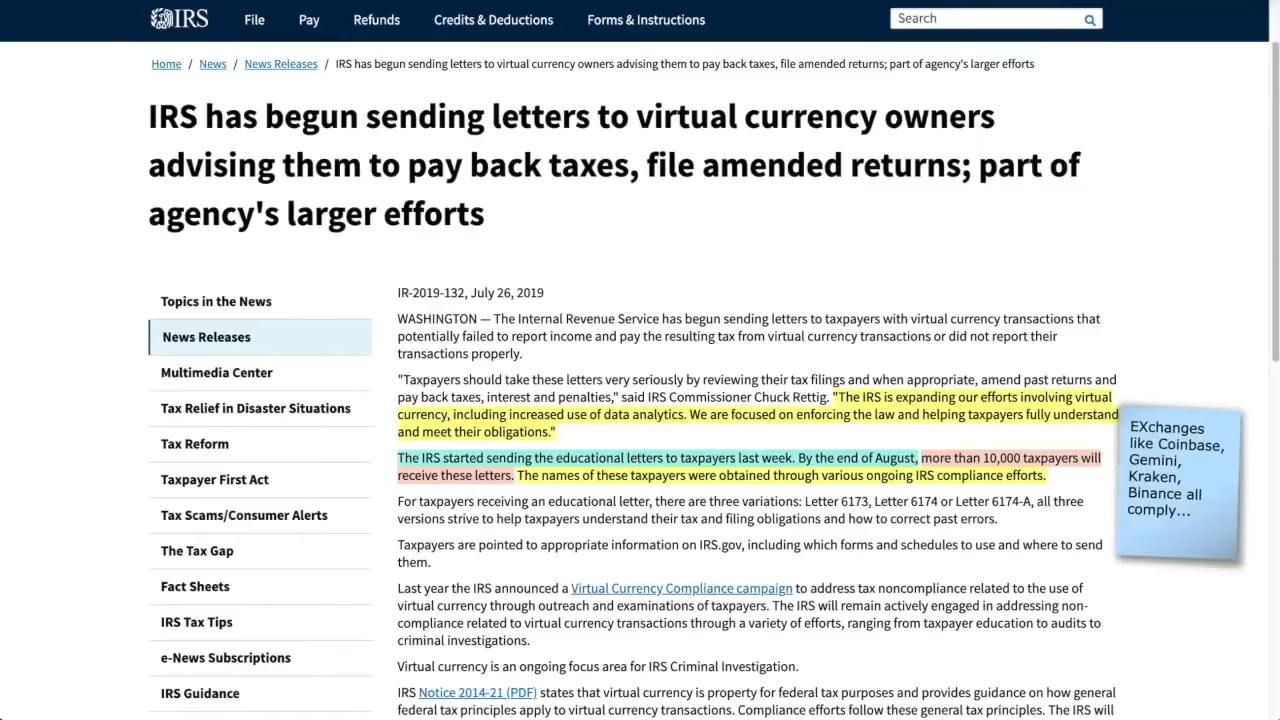 IRS
File
Pay
Refunds
Credits & Deductions
Forms & Instructions
Search
Home / News / News Releases / IRS has begun sending letters to virtual currency owners advising them to pay back taxes, file amended returns; part of agency's larger efforts
IRS has begun sending letters to virtual currency owners
advising them to pay back taxes, file amended returns; part of
agency's larger efforts
Topics in the News
News Releases
Multimedia Center
Tax Relief in Disaster Situations
Tax Reform
Taxpayer First Act
Tax Scams/Consumer Alerts
The Tax Gap
Fact Sheets
IRS Tax Tips
e-News Subscriptions
IRS Guidance
IR-2019-132, July 26, 2019
WASHINGTON — The Internal Revenue Service has begun sending letters to taxpayers with virtual currency transactions that
potentially failed to report income and pay the resulting tax from virtual currency transactions or did not report their
transactions properly.
"Taxpayers should take these letters very seriously by reviewing their tax filings and when appropriate, amend past returns and
pay back taxes, interest and penalties," said IRS Commissioner Chuck Rettig. "The IRS is expanding our efforts involving virtual
currency, including increased use of data analytics. We are focused on enforcing the law and helping taxpayers fully understand
and meet their obligations."
The IRS started sending the educational letters to taxpayers last week. By the end of August, more than 10,000 taxpayers will
receive these letters. The names of these taxpayers were obtained through various ongoing IRS compliance efforts.
For taxpayers receiving an educational letter, there are three variations: Letter 6173, Letter 6174 or Letter 6174-A, all three
versions strive to help taxpayers understand their tax and filing obligations and how to correct past errors.
Taxpayers are pointed to appropriate information on IRS.gov, including which forms and schedules to use and where to send
them.
Last year the IRS announced a Virtual Currency Compliance campaign to address tax noncompliance related to the use of
virtual currency through outreach and examinations of taxpayers. The IRS will remain actively engaged in addressing non-
compliance related to virtual currency transactions through a variety of efforts, ranging from taxpayer education to audits to
criminal investigations.
Virtual currency is an ongoing focus area for IRS Criminal Investigation.
IRS Notice 2014-21 (PDF) states that virtual currency is property for federal tax purposes and provides guidance on how general
federal tax principles apply to virtual currency transactions. Compliance efforts follow these general tax principles. The IRS will
EXchanges
like Coinbase,
Gemini,
Kraken,
Binance all
comply...